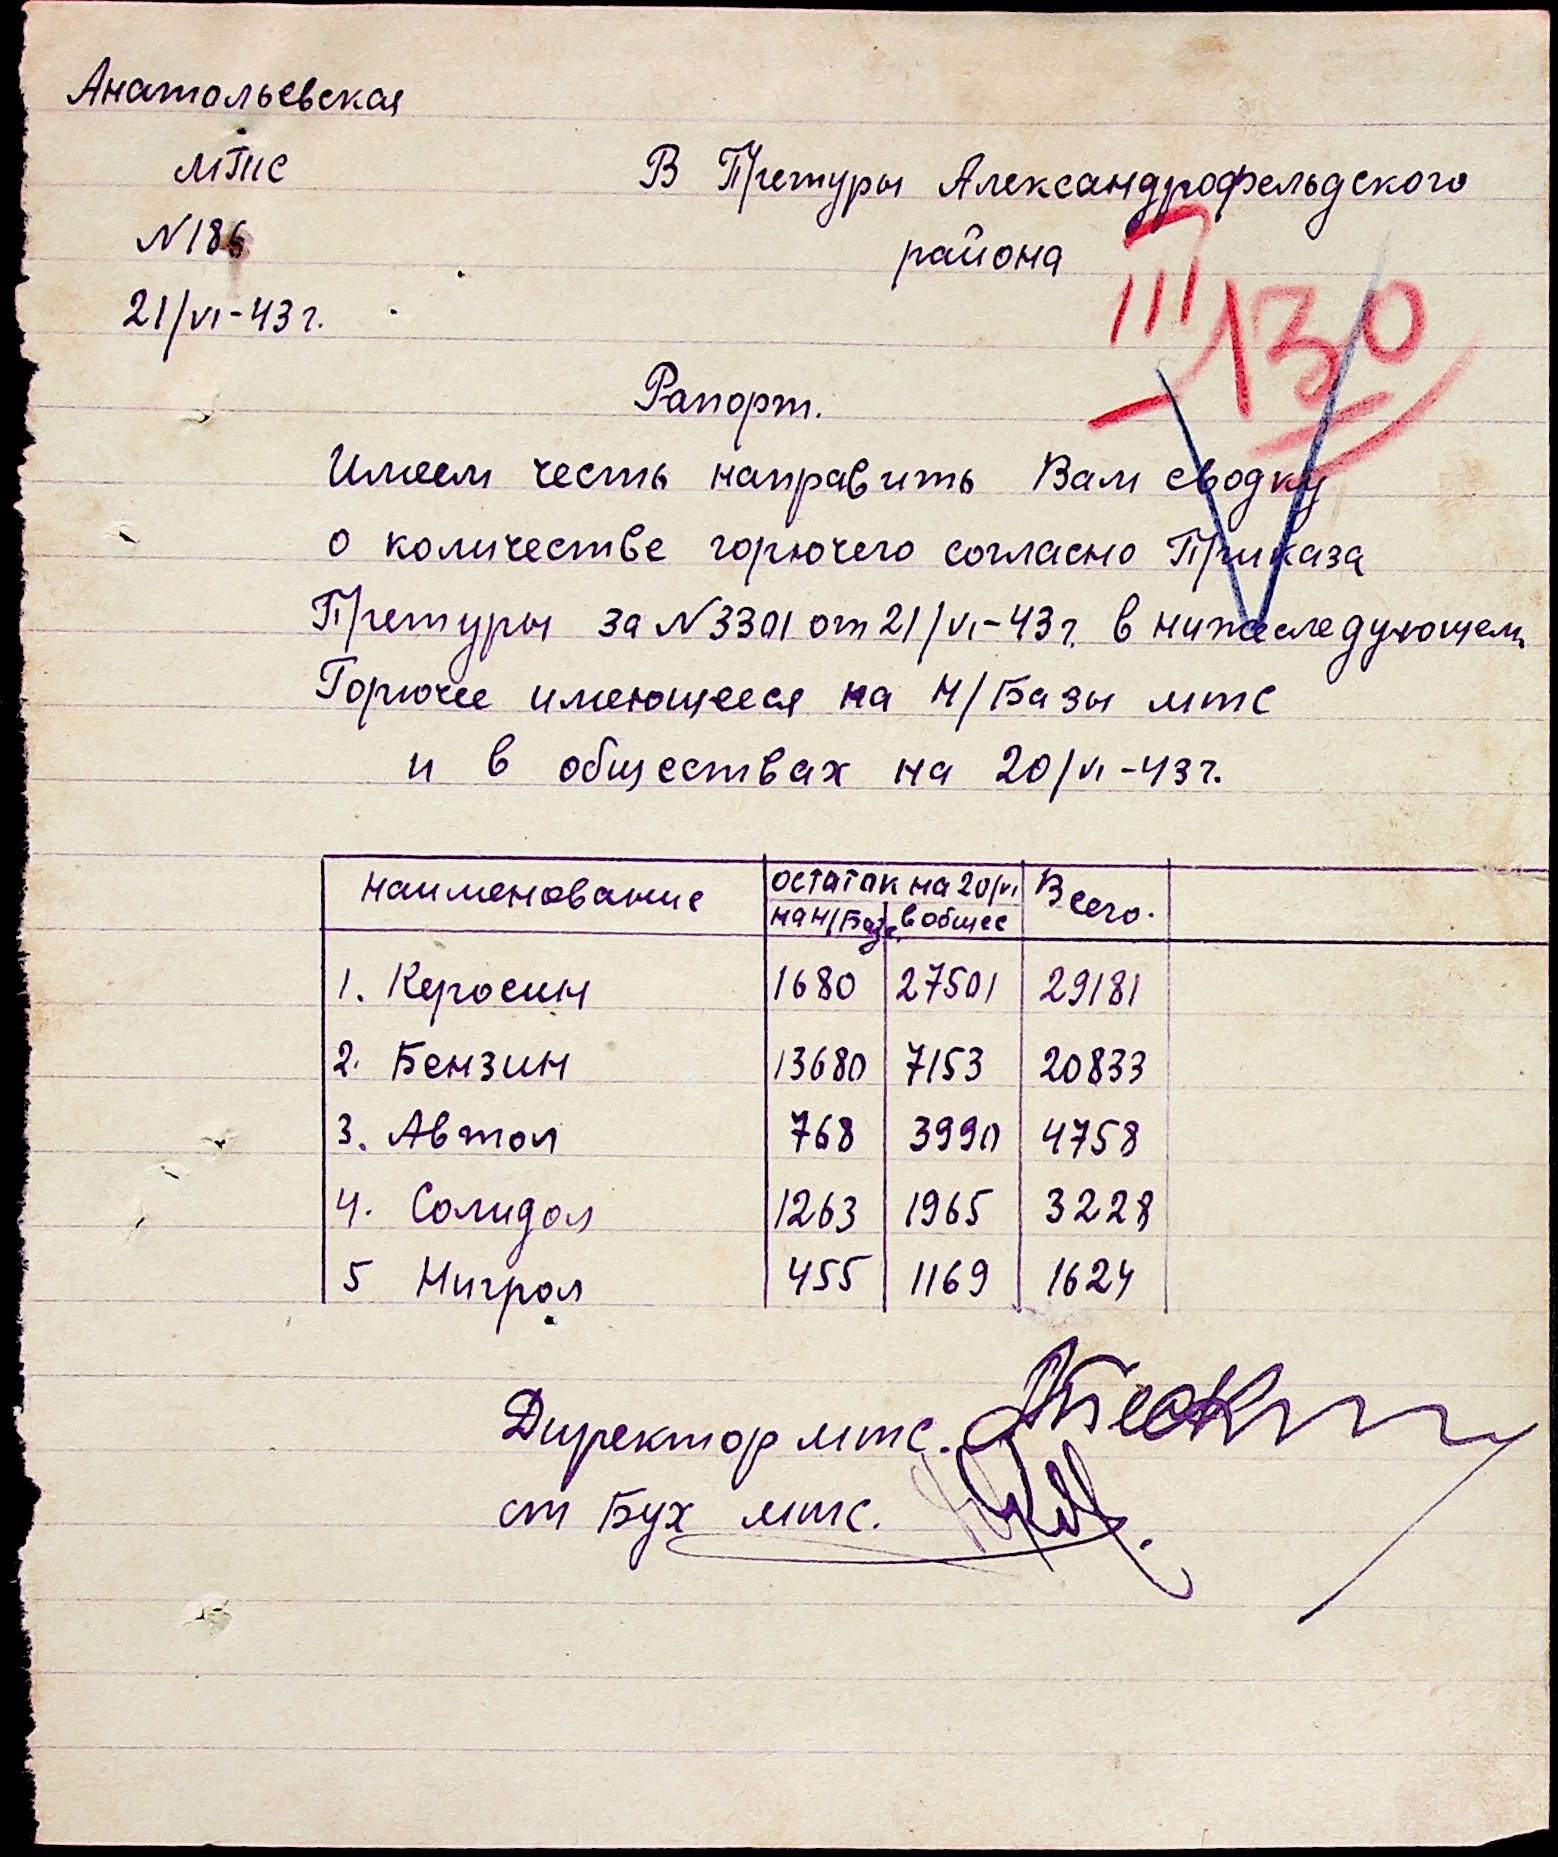 Анатольевская
МТС
N186
21/VI-43г.
В Претуры Александрофельдского
района
III 130
Рапорт.
Имеем честь направить Вам сводку
о количестве горючего согласно Приказа
Претуры за N3301 от 21/VI-43г. в нижеследующем.
Горючее имеющееся на Н/Базы мтс
и в обществах на 20/VI-43г.
наименование остаток на 20/VI Всего.
на н/Базе. в общес
1. Керосин 1680 27501 29181
2. Бензин 13680 7153 20833
3. Автол 768 3990 4758
4. Солидол 1263 1965 3228
5 Нигрол 455 1169 1624
Директор мтс.
ст Бух мтс.